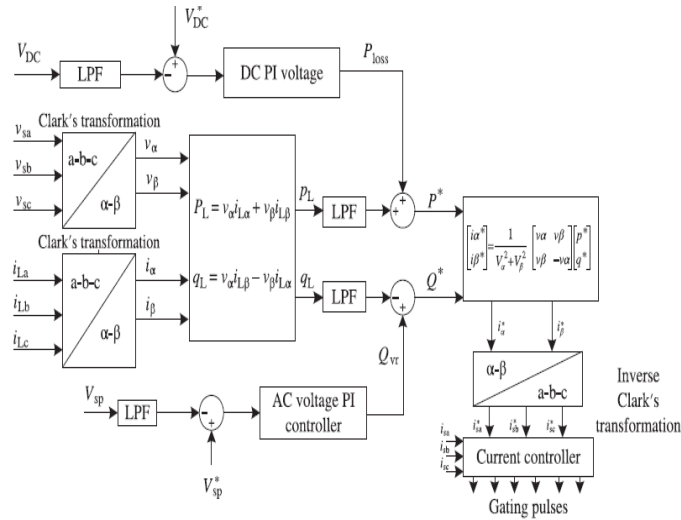 V*DC
VDC
LPF
DC PI voltage
Ploss
Clark's transformation
vsa
vsb
vsc
a-b-c
α-β
vα
vβ
PL = vαiLα + vβiLβ
qL = vαiLβ − vβiLα
pL
LPF
P*
Clark's transformation
iLa
iLb
iLc
a-b-c
α-β
iα
iβ
qL
LPF
Q*
Qvr
[iα* iβ*] = 1/(Vα²+Vβ²) [vα vβ vβ −vα] [p* q*]
i*α
i*β
α-β
a-b-c
Inverse
Clark's
transformation
Vsp
LPF
AC voltage PI
controller
V*sp
i*sa
i*sb
i*sc
isa
isb
isc
Current controller
Gating pulses